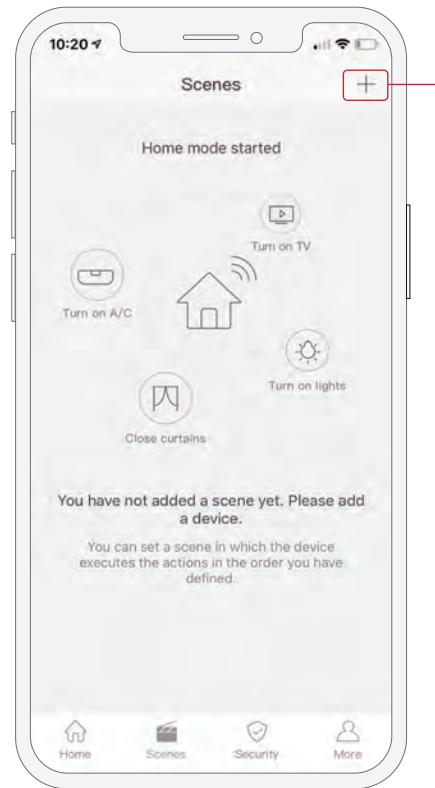 10:20
Scenes
Home mode started
Turn on TV
Turn on A/C
Turn on lights
Close curtains
You have not added a scene yet. Please add
a device.
You can set a scene in which the device
executes the actions in the order you have
defined.
Home Scenes Security More